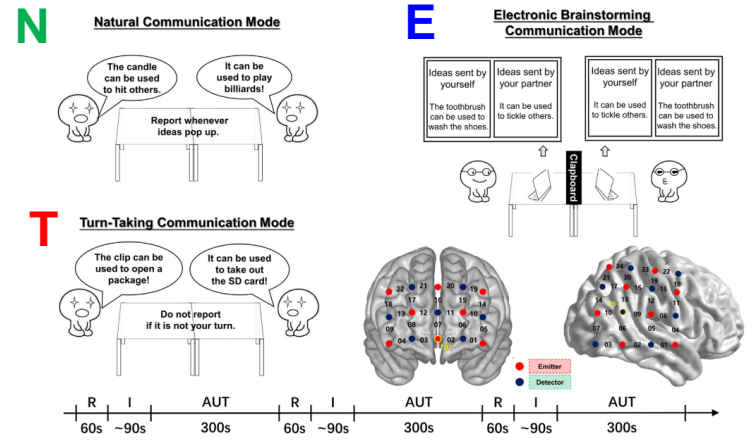 N
Natural Communication Mode
The candle
can be used
to hit others.
It can be
used to play
billiards!
Report whenever
ideas pop up.
E
Electronic Brainstorming
Communication Mode
Ideas sent by
yourself
The toothbrush
can be used to
wash the shoes.
Ideas sent by
your partner
It can be used
to tickle others.
Ideas sent by
yourself
It can be used
to tickle others.
Ideas sent by
your partner
The toothbrush
can be used to
wash the shoes.
Clapboard
E
T
Turn-Taking Communication Mode
The clip can be
used to open a
package!
It can be used
to take out
the SD card!
Do not report
if it is not your turn.
22 21 20 19
18 17 16 15 14
13 12 11 10
09 08 07 06 05
04 03 02 01
24 23 22
21 20 19 18
17 16 15
14 13 12 11
10 09 08
07 06 05 04
03 02 01
Emitter
Detector
R I AUT R I AUT R I AUT
60s ~90s 300s 60s ~90s 300s 60s ~90s 300s